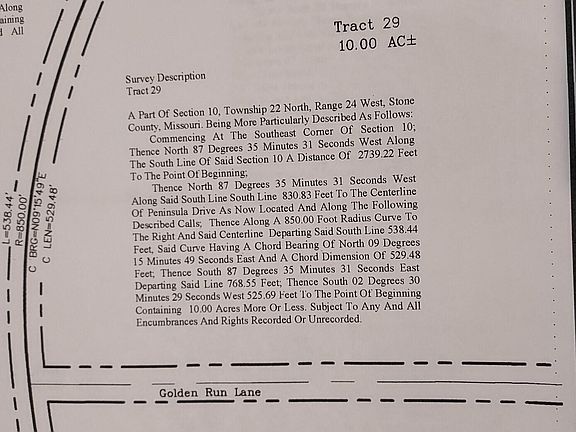 Along
aining
d All
Tract 29
10.00 AC±
Survey Description
Tract 29
A Part Of Section 10, Township 22 North, Range 24 West, Stone
County, Missouri. Being More Particularly Described As Follows:
Commencing At The Southeast Corner Of Section 10;
Thence North 87 Degrees 35 Minutes 31 Seconds West Along
The South Line Of Said Section 10 A Distance Of 2739.22 Feet
To The Point Of Beginning;
Thence North 87 Degrees 35 Minutes 31 Seconds West
Along Said South Line South Line 830.83 Feet To The Centerline
Of Peninsula Drive As Now Located And Along The Following
Described Calls; Thence Along A 850.00 Foot Radius Curve To
The Right And Said Centerline Departing Said South Line 538.44
Feet, Said Curve Having A Chord Bearing Of North 09 Degrees
15 Minutes 49 Seconds East And A Chord Dimension Of 529.48
Feet; Thence South 87 Degrees 35 Minutes 31 Seconds East
Departing Said Line 768.55 Feet; Thence South 02 Degrees 30
Minutes 29 Seconds West 525.69 Feet To The Point Of Beginning
Containing 10.00 Acres More Or Less. Subject To Any And All
Encumbrances And Rights Recorded Or Unrecorded.
L=538.44'
R=850.00'
C BRG=N09°15'49"E
C LEN=529.48'
Golden Run Lane